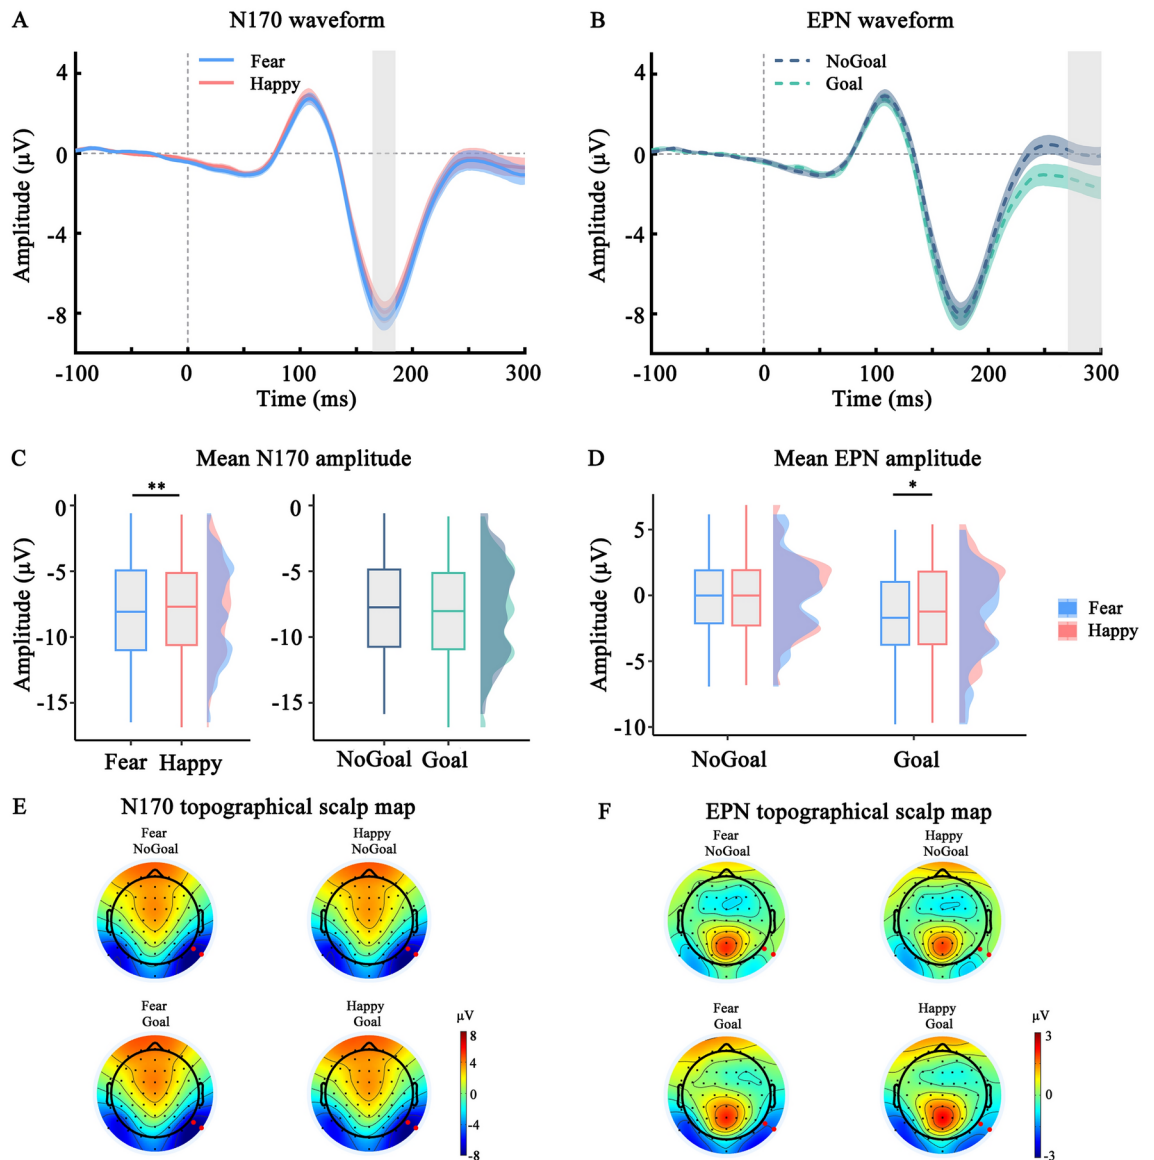 A N170 waveform
Fear
Happy
4
0
-4
-8
Amplitude (μV)
-100 0 100 200 300
Time (ms)
B EPN waveform
NoGoal
Goal
4
0
-4
-8
Amplitude (μV)
-100 0 100 200 300
Time (ms)
C Mean N170 amplitude
**
0
-5
-10
-15
Amplitude (μV)
Fear Happy
0
-5
-10
-15
NoGoal Goal
D Mean EPN amplitude
*
5
0
-5
-10
Amplitude (μV)
NoGoal Goal
Fear
Happy
E N170 topographical scalp map
Fear
NoGoal
Happy
NoGoal
Fear
Goal
Happy
Goal
μV
8
4
0
-4
-8
F EPN topographical scalp map
Fear
NoGoal
Happy
NoGoal
Fear
Goal
Happy
Goal
μV
3
0
-3